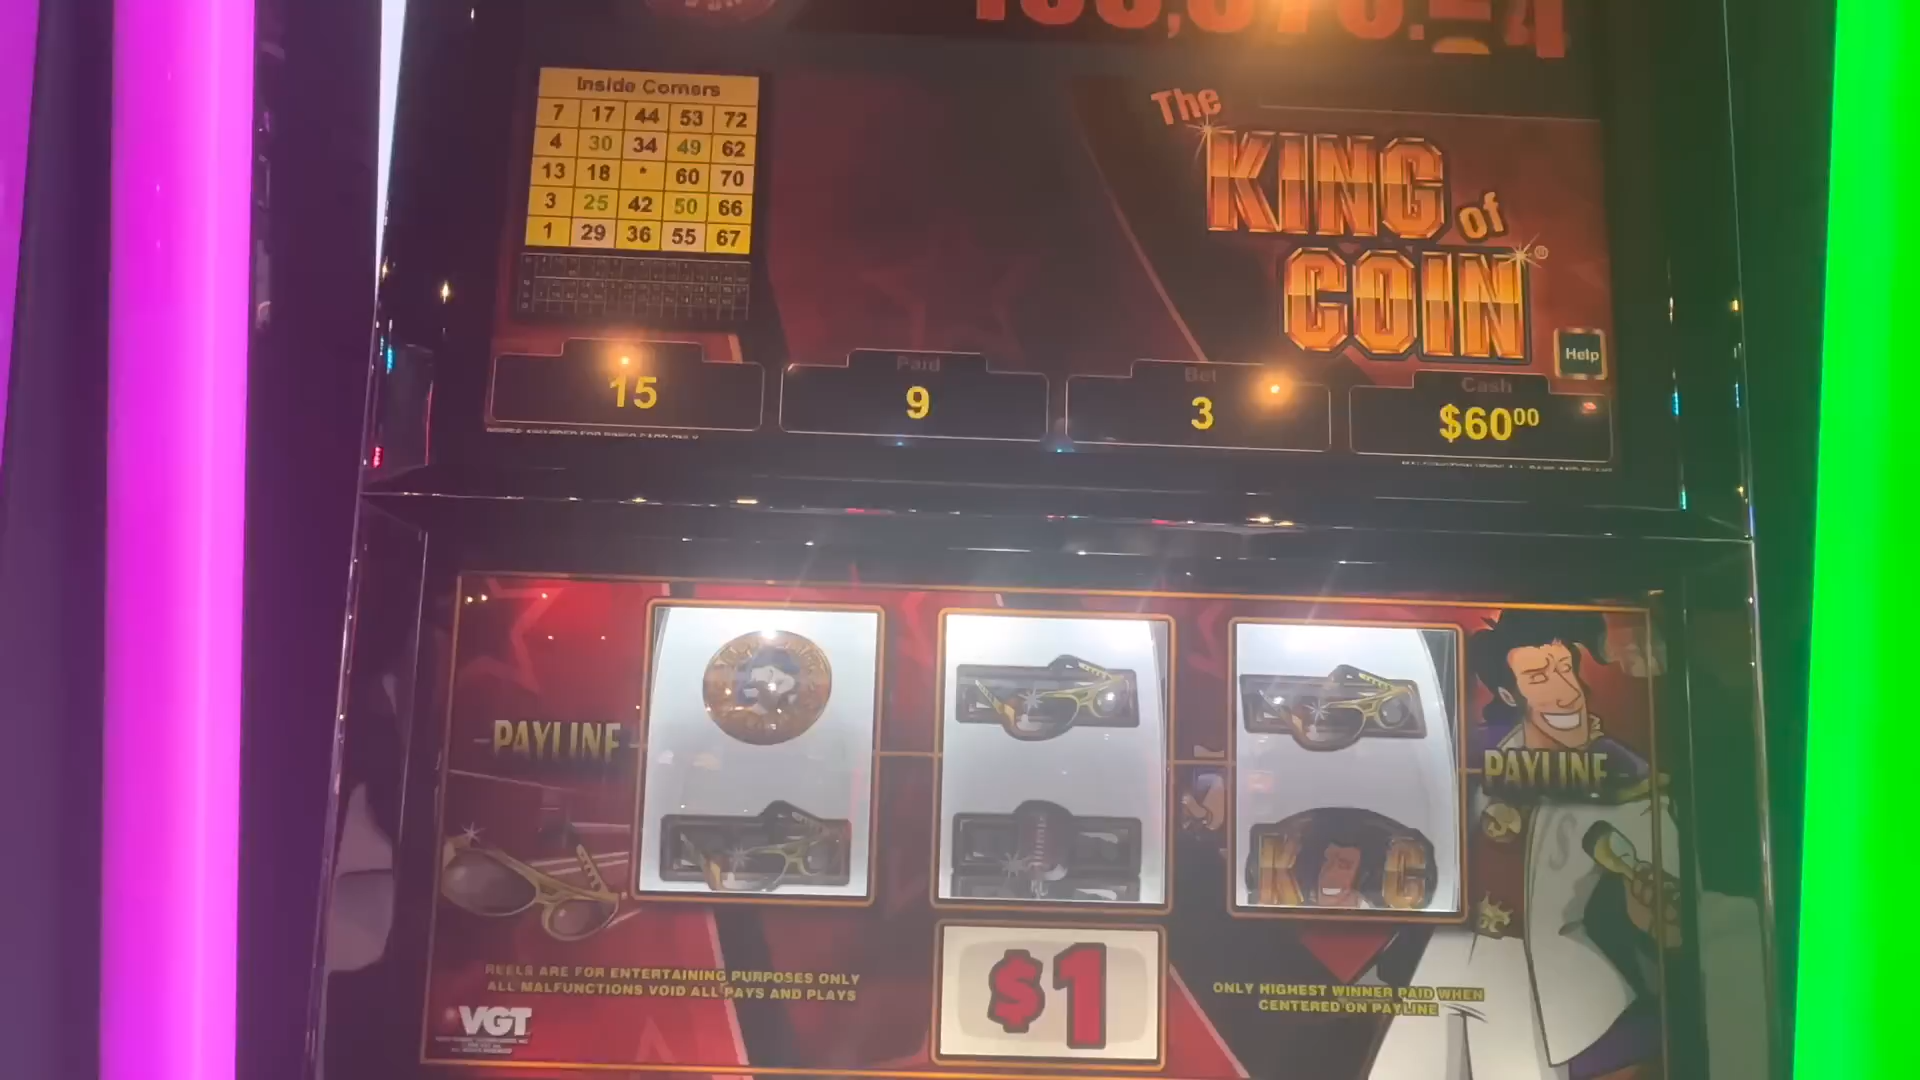 Inside Corners
7 17 44 53 72
4 30 34 49 62
13 18 * 60 70
3 25 42 50 66
1 29 36 55 67
The
KING
of
COIN®
Help
15
Paid
9
Bet
3
Cash
$60⁰⁰
PAYLINE
PAYLINE
K C
REELS ARE FOR ENTERTAINING PURPOSES ONLY
ALL MALFUNCTIONS VOID ALL PAYS AND PLAYS
VGT
$1
ONLY HIGHEST WINNER PAID WHEN
CENTERED ON PAYLINE